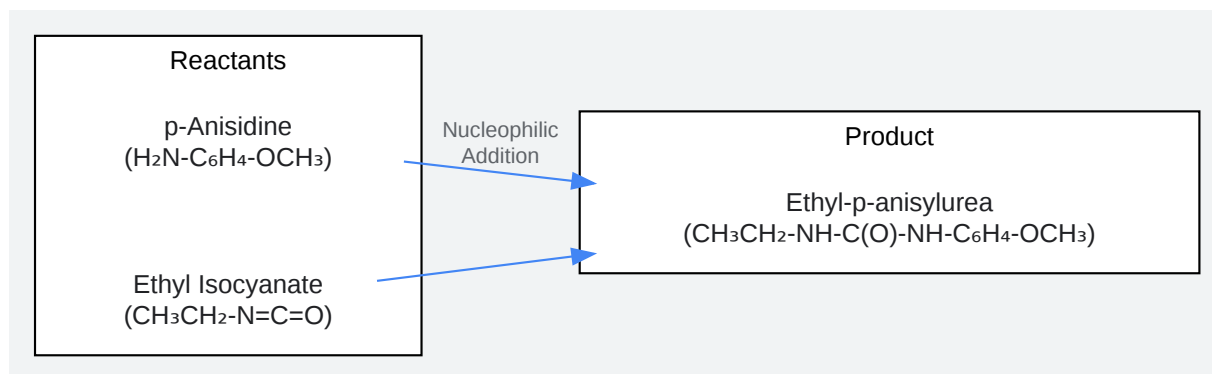 Reactants
p-Anisidine
(H₂N-C₆H₄-OCH₃)
Ethyl Isocyanate
(CH₃CH₂-N=C=O)
Nucleophilic
Addition
Product
Ethyl-p-anisylurea
(CH₃CH₂-NH-C(O)-NH-C₆H₄-OCH₃)